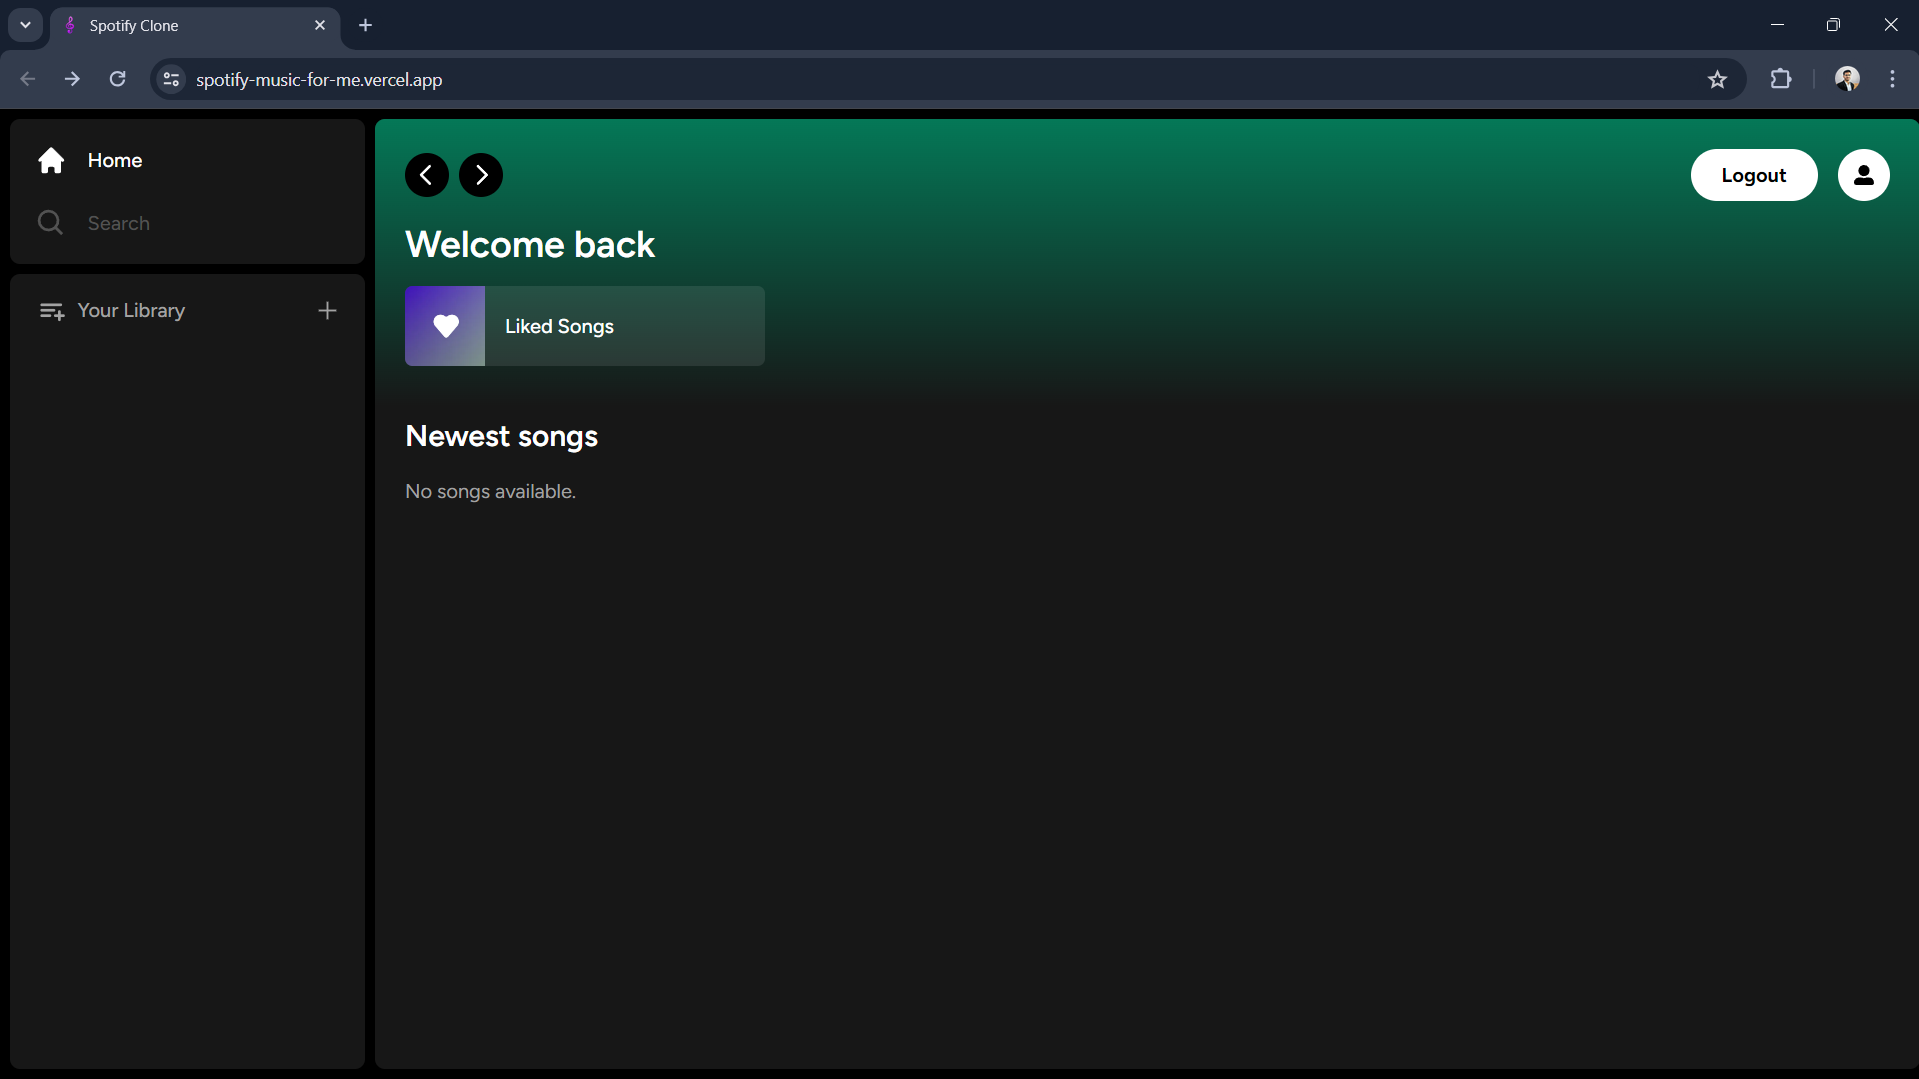 Spotify Clone
spotify-music-for-me.vercel.app
Home
Search
Your Library
Logout
Welcome back
Liked Songs
Newest songs
No songs available.